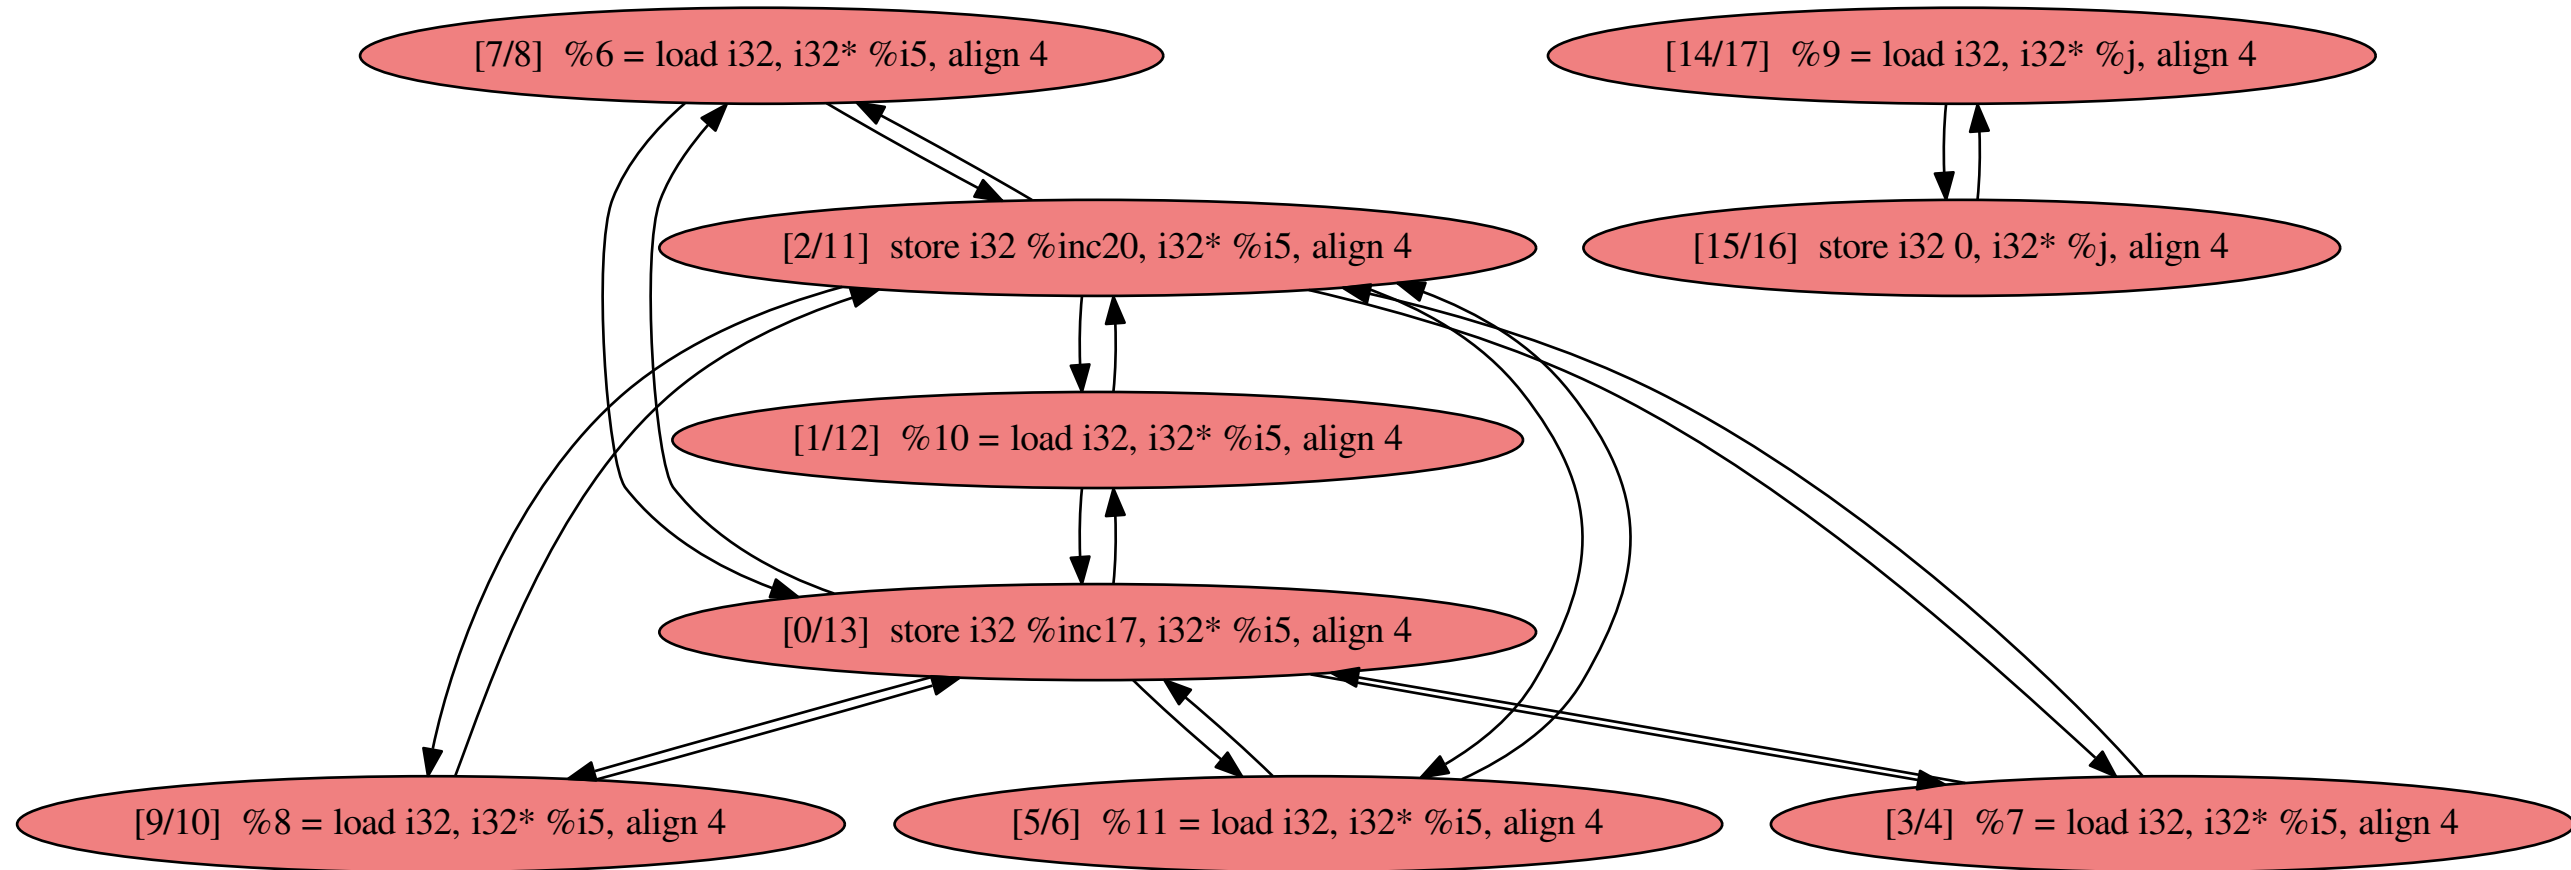 [7/8]  %6 = load i32, i32* %i5, align 4
[14/17]  %9 = load i32, i32* %j, align 4
[2/11]  store i32 %inc20, i32* %i5, align 4
[15/16]  store i32 0, i32* %j, align 4
[1/12]  %10 = load i32, i32* %i5, align 4
[0/13]  store i32 %inc17, i32* %i5, align 4
[9/10]  %8 = load i32, i32* %i5, align 4
[5/6]  %11 = load i32, i32* %i5, align 4
[3/4]  %7 = load i32, i32* %i5, align 4